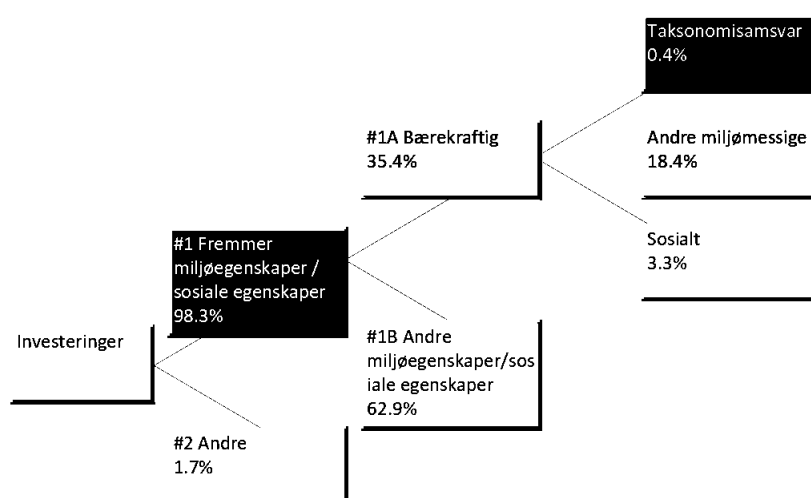 Taksonomisamsvar
0.4%
#1A Bærekraftig
35.4%
Andre miljømessige
18.4%
#1 Fremmer
miljøegenskaper /
sosiale egenskaper
98.3%
Sosialt
3.3%
Investeringer
#1B Andre
miljøegenskaper/sos
iale egenskaper
62.9%
#2 Andre
1.7%